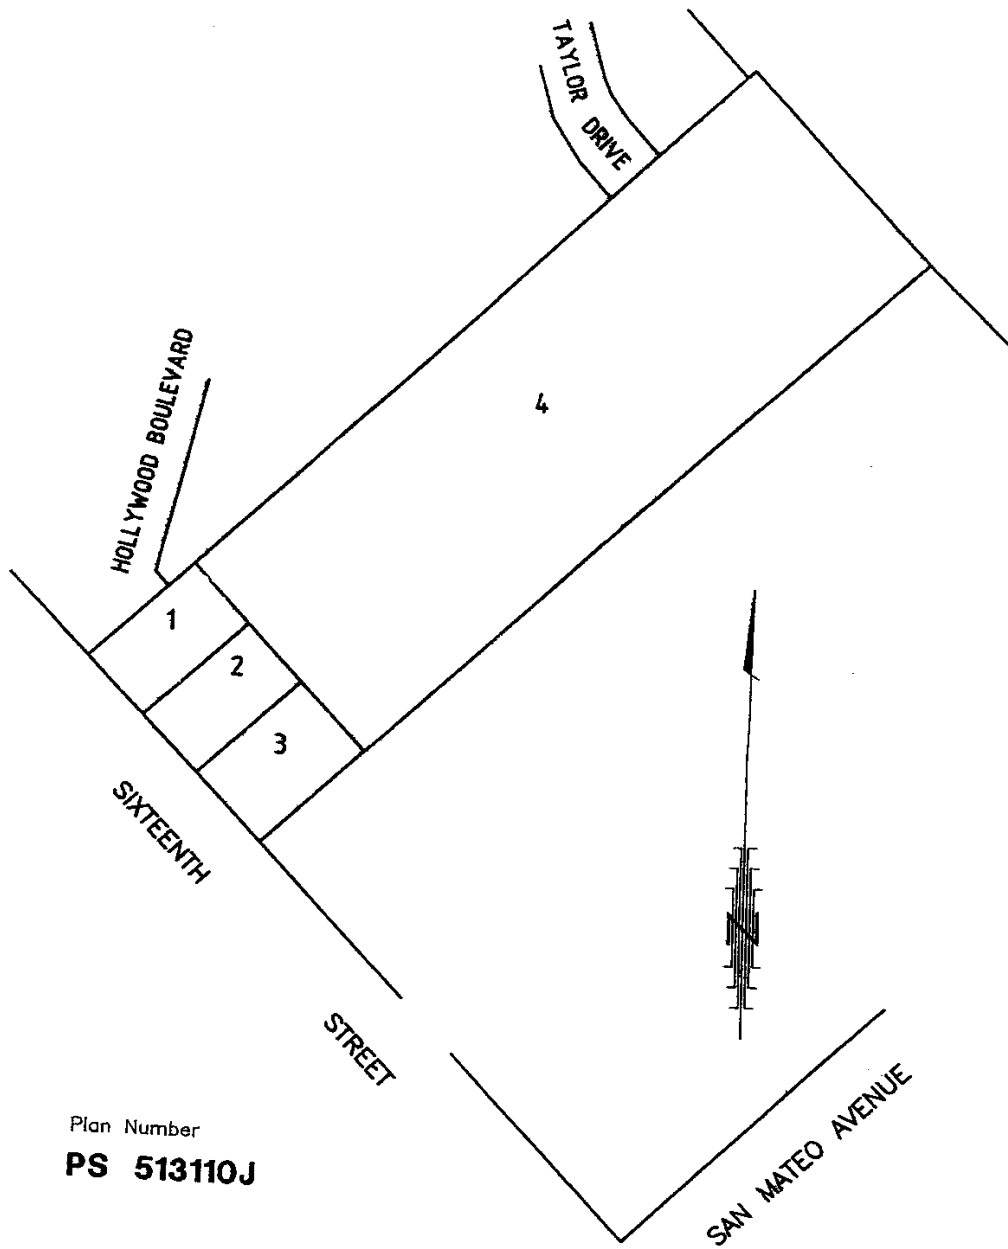 TAYLOR DRIVE
HOLLYWOOD BOULEVARD
4
1
2
3
SIXTEENTH
STREET
N
SAN MATEO AVENUE
Plan Number
PS 513110J